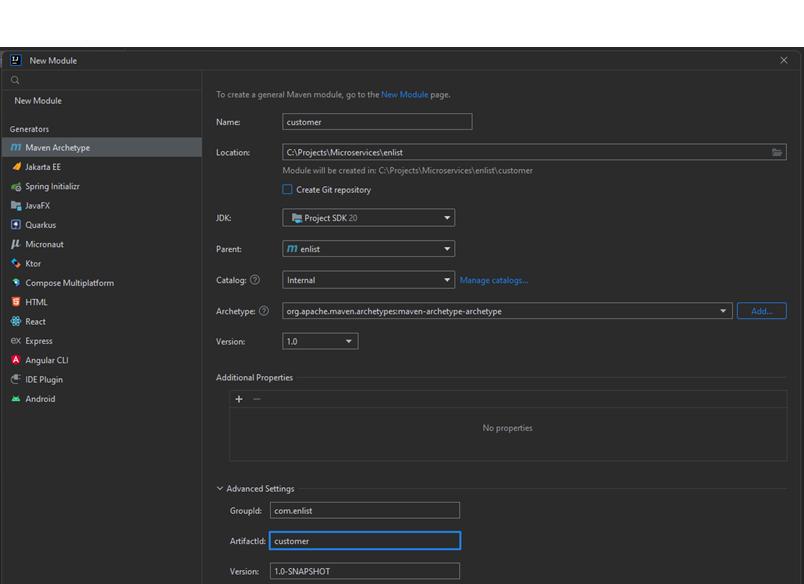 New Module
New Module
Generators
Maven Archetype
Jakarta EE
Spring Initializr
JavaFX
Quarkus
Micronaut
Ktor
Compose Multiplatform
HTML
React
Express
Angular CLI
IDE Plugin
Android
To create a general Maven module, go to the New Module page.
Name: customer
Location: C:\Projects\Microservices\enlist
Module will be created in: C:\Projects\Microservices\enlist\customer
Create Git repository
JDK: Project SDK 20
Parent: enlist
Catalog: Internal Manage catalogs...
Archetype: org.apache.maven.archetypes:maven-archetype-archetype Add...
Version: 1.0
Additional Properties
No properties
Advanced Settings
GroupId: com.enlist
ArtifactId: customer
Version: 1.0-SNAPSHOT